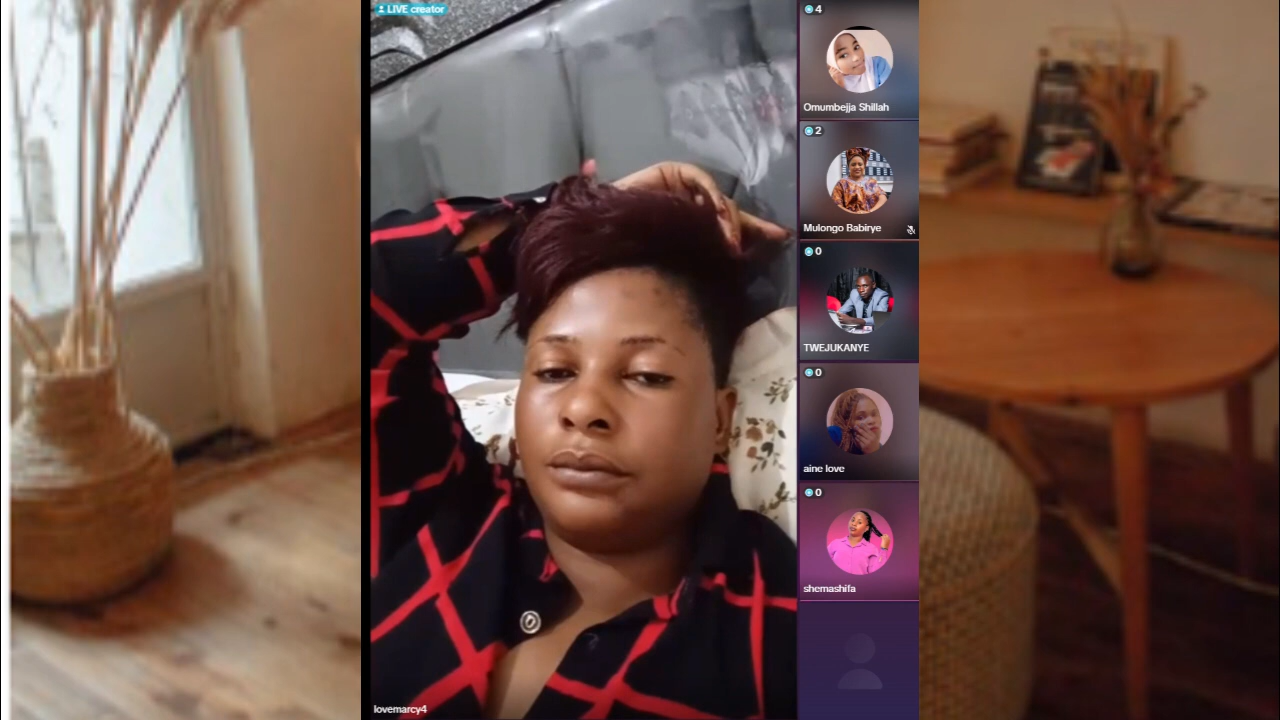 LIVE creator
4
Omumbejja Shillah
2
Mulongo Babirye
0
TWEJUKANYE
0
aine love
0
shemashifa
lovemarcy4